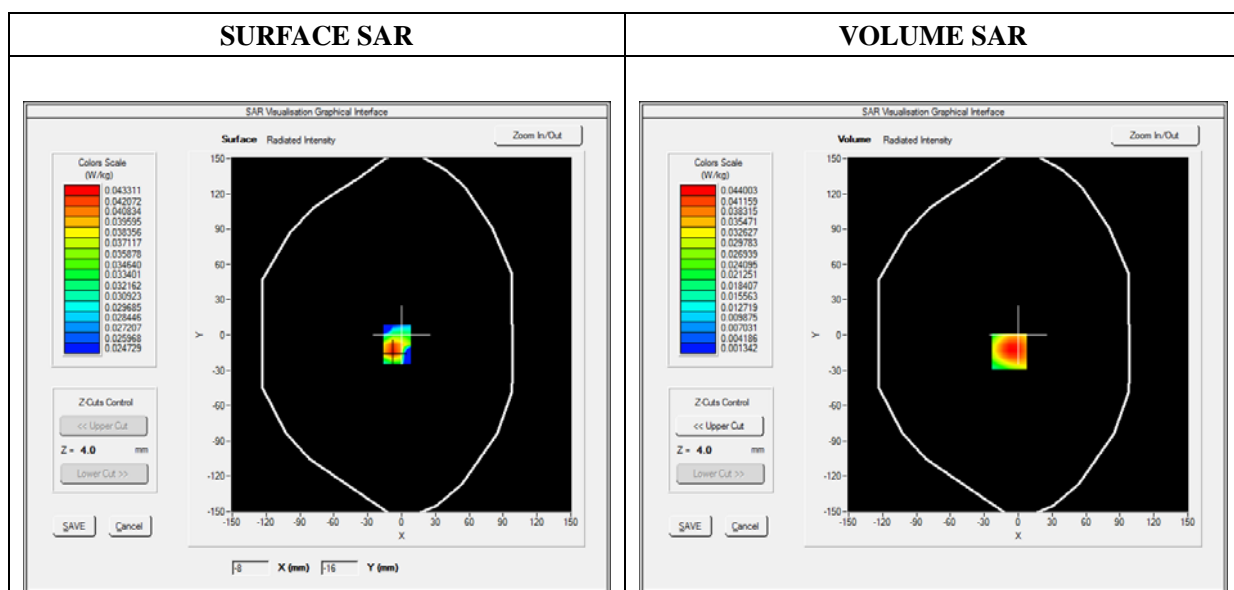 SURFACE SAR
VOLUME SAR
SAR Visualisation Graphical Interface
Surface Radiated Intensity
Zoom In/Out
Colors Scale
(W/kg)
0.043311
0.042072
0.040834
0.039595
0.038356
0.037117
0.035878
0.034640
0.033401
0.032162
0.030923
0.029685
0.028446
0.027207
0.025968
0.024729
Z-Cuts Control
<< Upper Cut
Z = 4.0 mm
Lower Cut >>
SAVE Cancel
150
120
90
60
30
0
-30
-60
-90
-120
-150
Y
-150 -120 -90 -60 -30 0 30 60 90 120 150
X
-8 X (mm) -16 Y (mm)
SAR Visualisation Graphical Interface
Volume Radiated Intensity
Zoom In/Out
Colors Scale
(W/kg)
0.044003
0.041159
0.038315
0.035471
0.032627
0.029783
0.026939
0.024095
0.021251
0.018407
0.015563
0.012719
0.009875
0.007031
0.004186
0.001342
Z-Cuts Control
<< Upper Cut
Z = 4.0 mm
Lower Cut >>
SAVE Cancel
150
120
90
60
30
0
-30
-60
-90
-120
-150
Y
-150 -120 -90 -60 -30 0 30 60 90 120 150
X